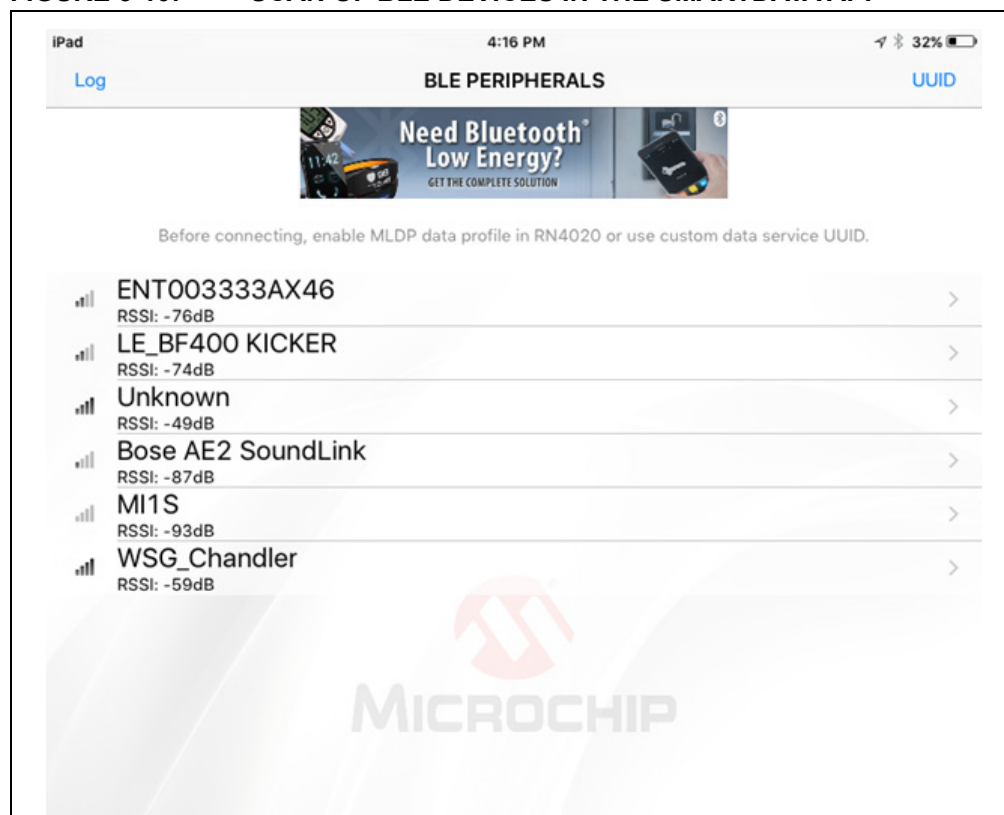 iPad
4:16 PM
32%
Log
BLE PERIPHERALS
UUID
11:42
Need Bluetooth®
Low Energy?
GET THE COMPLETE SOLUTION
Before connecting, enable MLDP data profile in RN4020 or use custom data service UUID.
ENT003333AX46
RSSI: -76dB
LE_BF400 KICKER
RSSI: -74dB
Unknown
RSSI: -49dB
Bose AE2 SoundLink
RSSI: -87dB
MI1S
RSSI: -93dB
WSG_Chandler
RSSI: -59dB
MICROCHIP